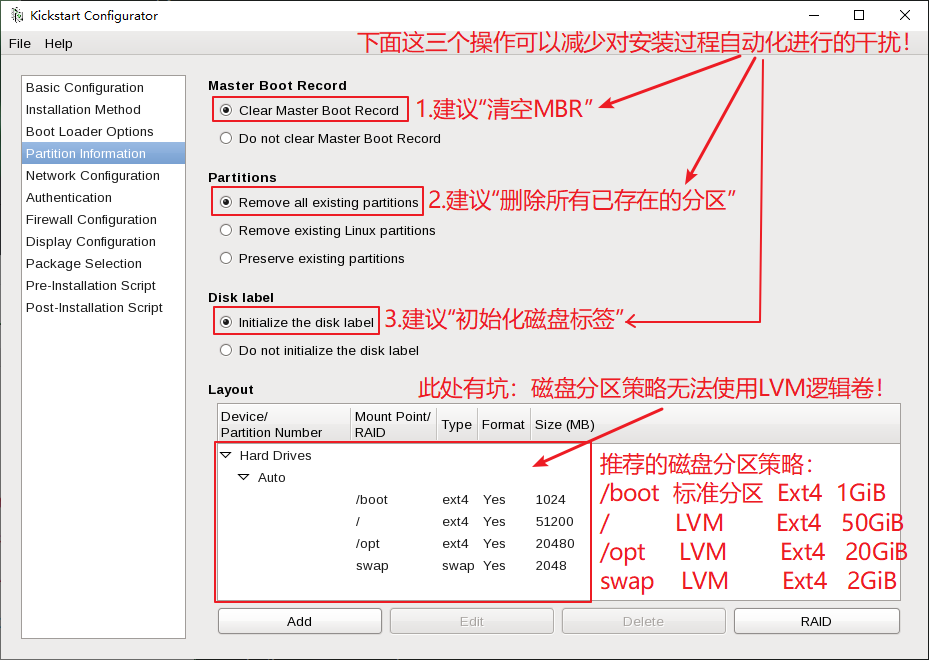 Kickstart Configurator
File Help
下面这三个操作可以减少对安装过程自动化进行的干扰!
Basic Configuration
Installation Method
Boot Loader Options
Partition Information
Network Configuration
Authentication
Firewall Configuration
Display Configuration
Package Selection
Pre-Installation Script
Post-Installation Script
Master Boot Record
Clear Master Boot Record 1.建议“清空MBR”
Do not clear Master Boot Record
Partitions
Remove all existing partitions 2.建议“删除所有已存在的分区”
Remove existing Linux partitions
Preserve existing partitions
Disk label
Initialize the disk label 3.建议“初始化磁盘标签”
Do not initialize the disk label
Layout
此处有坑：磁盘分区策略无法使用LVM逻辑卷!
Device/ Partition Number Mount Point/ RAID Type Format Size (MB)
Hard Drives
Auto
/boot ext4 Yes 1024
/ ext4 Yes 51200
/opt ext4 Yes 20480
swap swap Yes 2048
推荐的磁盘分区策略：
/boot 标准分区 Ext4 1GiB
/ LVM Ext4 50GiB
/opt LVM Ext4 20GiB
swap LVM Ext4 2GiB
Add Edit Delete RAID